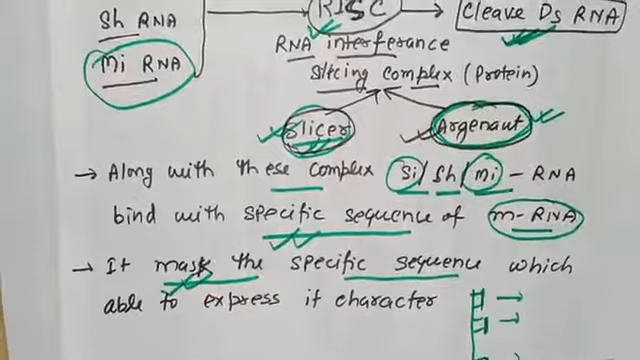 Sh RNA
RISC
Cleave Ds RNA
Mi RNA
RNA interferance
Slicing complex (Protein)
Slicer
Argenaut
→ Along with these complex Si/Sh/Mi - RNA
bind with specific sequence of m-RNA
→ It mask the specific sequence which
able to express it character